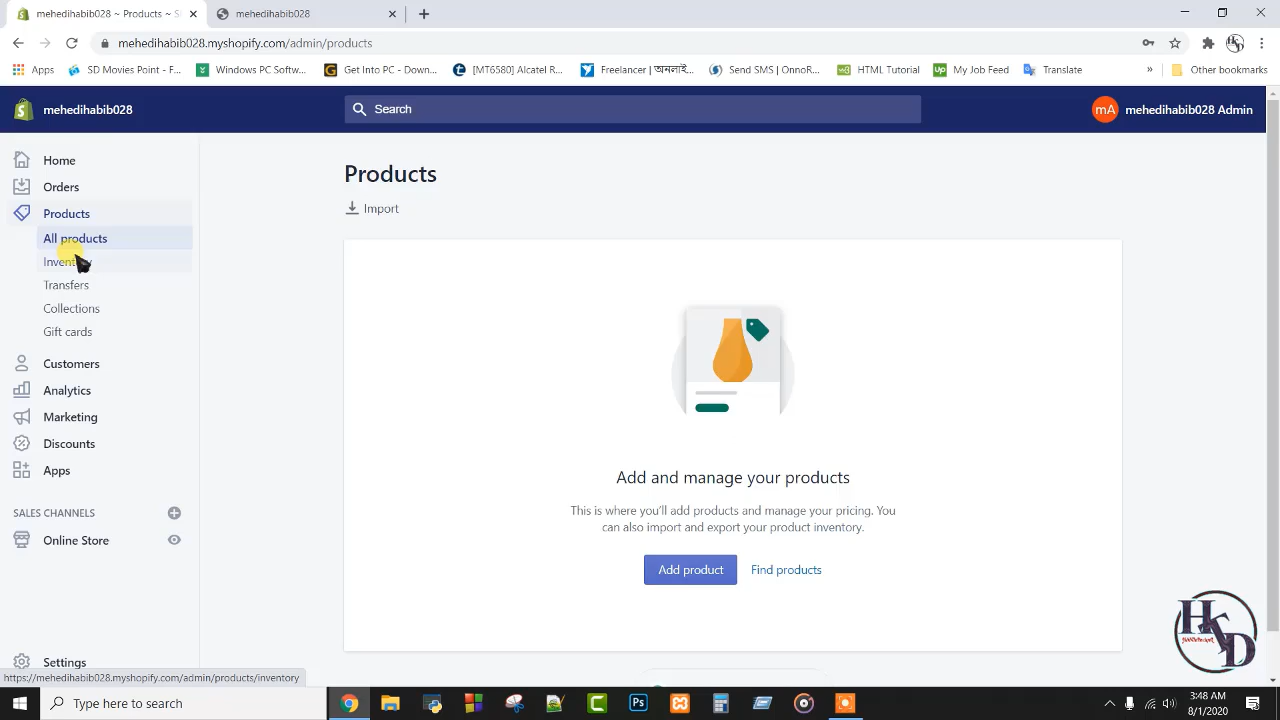 mehedihabib028 ~ Products ~ S
mehedihabib028
mehedihabib028.myshopify.com/admin/products
Apps
SD Movies Point - F...
Windows PC Softw...
Get Into PC - Down...
[MT6580] Alcatel R...
Freelancer | অনলাই...
Send SMS | OnnoR...
HTML Tutorial
My Job Feed
Translate
»
Other bookmarks
mehedihabib028
Search
mA
mehedihabib028 Admin
Home
Orders
Products
All products
Transfers
Collections
Gift cards
Customers
Analytics
Marketing
Discounts
Apps
SALES CHANNELS
Online Store
Settings
Products
Import
Add and manage your products
This is where you'll add products and manage your pricing. You
can also import and export your product inventory.
Add product
Find products
HSD
https://mehedihabib028.myshopify.com/admin/products/inventory
Type here to search
Ps
3:48 AM
8/1/2020